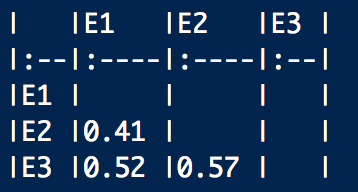 |   |E1   |E2   |E3 |
|:--|:----|:----|:--|
|E1 |     |     |   |
|E2 |0.41 |     |   |
|E3 |0.52 |0.57 |   |